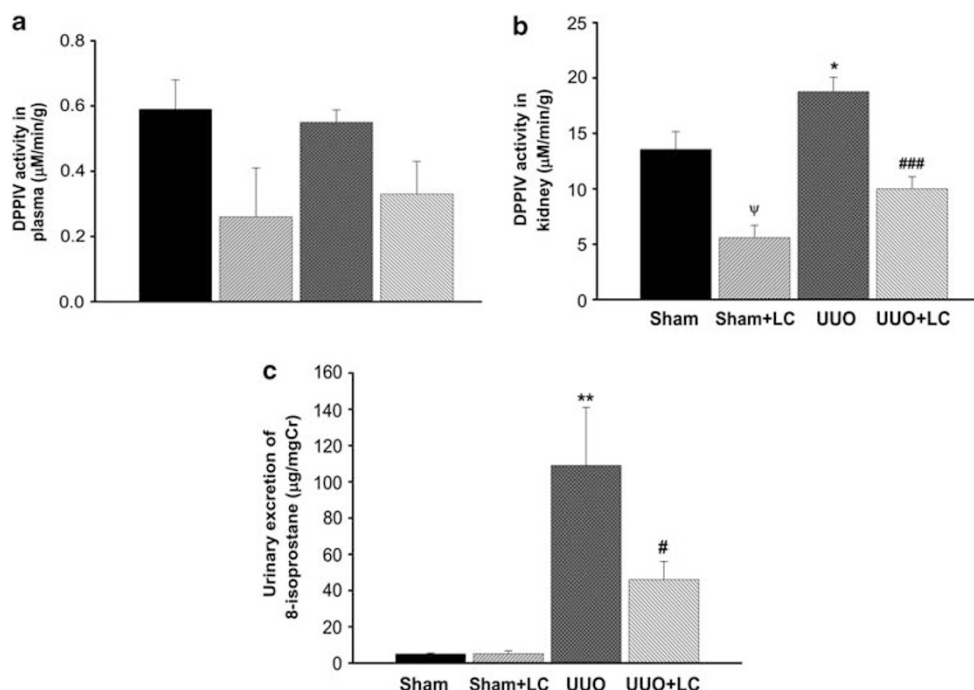 a
0.8
0.6
0.4
0.2
0.0
DPPIV activity in
plasma (μM/min/g)
b
25
20
15
10
5
0
DPPIV activity in
kidney (μM/min/g)
*
ψ
###
Sham Sham+LC UUO UUO+LC
c
160
140
120
100
80
60
40
20
0
Urinary excretion of
8-isoprostane (μg/mgCr)
**
#
Sham Sham+LC UUO UUO+LC